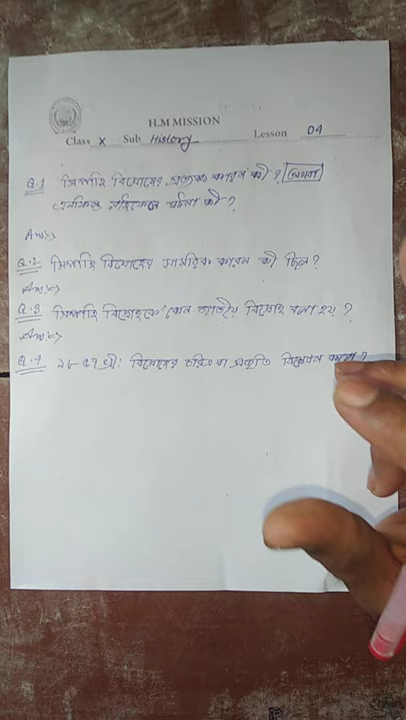 H.M MISSION
Class X Sub History Lesson 04
Q.1 সিপাহি বিদ্রোহের প্রত্যক্ষ কারণ কী? অথবা
এনফিল্ড রাইফেলে ঘটনা কী?
Ans:→
Q.2 সিপাহি বিদ্রোহের সামরিক কারণ কী ছিল?
Ans:→
Q.3 সিপাহি বিদ্রোহকে কেন জাতীয় বিদ্রোহ বলা হয়?
Ans:→
Q.4 ১৮৫৭ খ্রী: বিদ্রোহের চরিত্র বা প্রকৃতি বিশ্লেষণ করো?